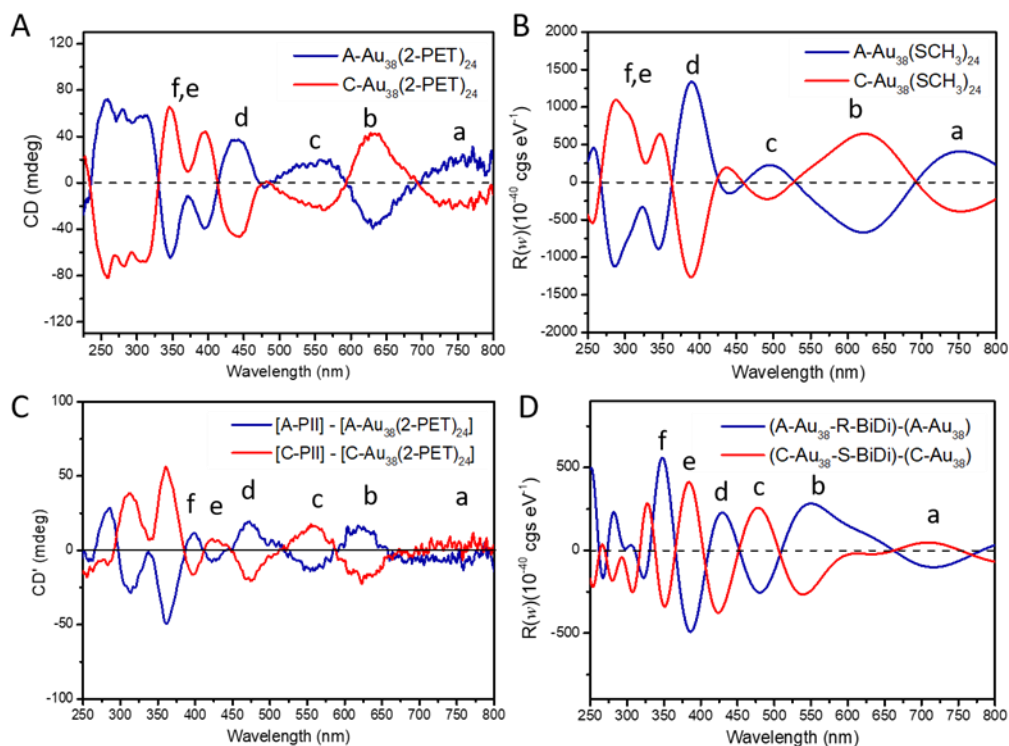 A
CD (mdeg)
120
80
40
0
-40
-80
-120
A-Au38(2-PET)24
C-Au38(2-PET)24
f,e
d
c
b
a
250 300 350 400 450 500 550 600 650 700 750 800
Wavelength (nm)
B
R(w)(10⁻⁴⁰ cgs eV⁻¹)
2000
1500
1000
500
0
-500
-1000
-1500
-2000
A-Au38(SCH3)24
C-Au38(SCH3)24
f,e
d
c
b
a
250 300 350 400 450 500 550 600 650 700 750 800
Wavelength (nm)
C
CD' (mdeg)
100
50
0
-50
-100
[A-PII] - [A-Au38(2-PET)24]
[C-PII] - [C-Au38(2-PET)24]
f
e
d
c
b
a
250 300 350 400 450 500 550 600 650 700 750 800
Wavelength (nm)
D
R(w)(10⁻⁴⁰ cgs eV⁻¹)
500
0
-500
(A-Au38-R-BiDi)-(A-Au38)
(C-Au38-S-BiDi)-(C-Au38)
f
e
d
c
b
a
250 300 350 400 450 500 550 600 650 700 750 800
Wavelength (nm)